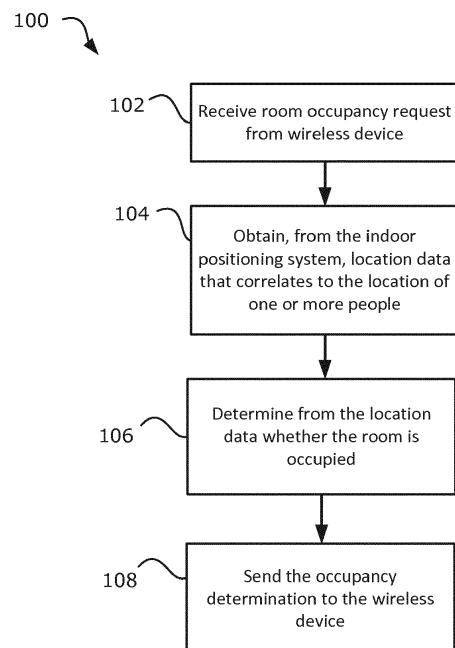 100
102
Receive room occupancy request
from wireless device
104
Obtain, from the indoor
positioning system, location data
that correlates to the location of
one or more people
106
Determine from the location
data whether the room is
occupied
108
Send the occupancy
determination to the wireless
device